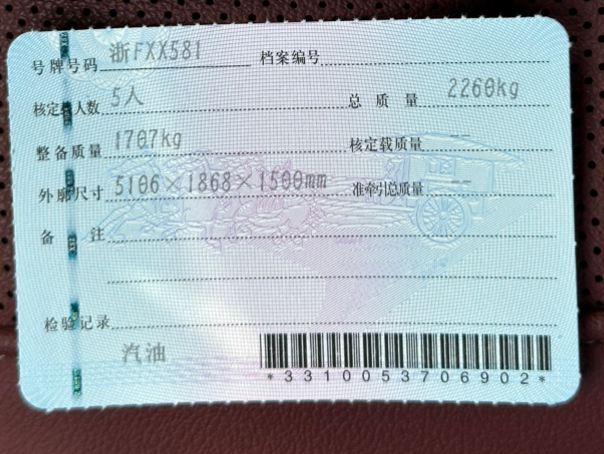 号牌号码 浙FXX581 档案编号
核定载人数 5人 总质量 2260kg
整备质量 1707kg 核定载质量 --
外廓尺寸 5106×1868×1500mm 准牵引总质量 --
备注
检验记录
汽油
*3310053706902*